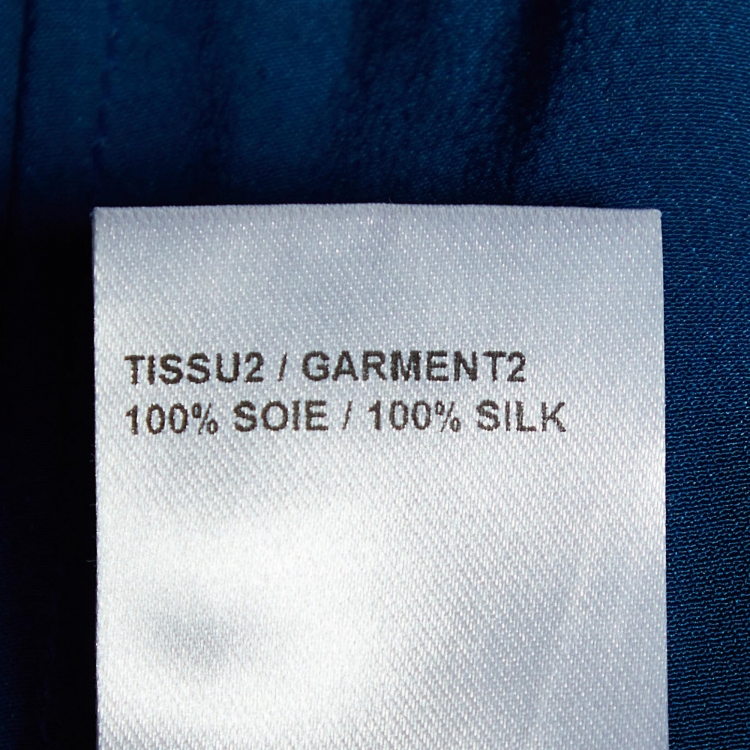 TISSU2 / GARMENT2
100% SOIE / 100% SILK